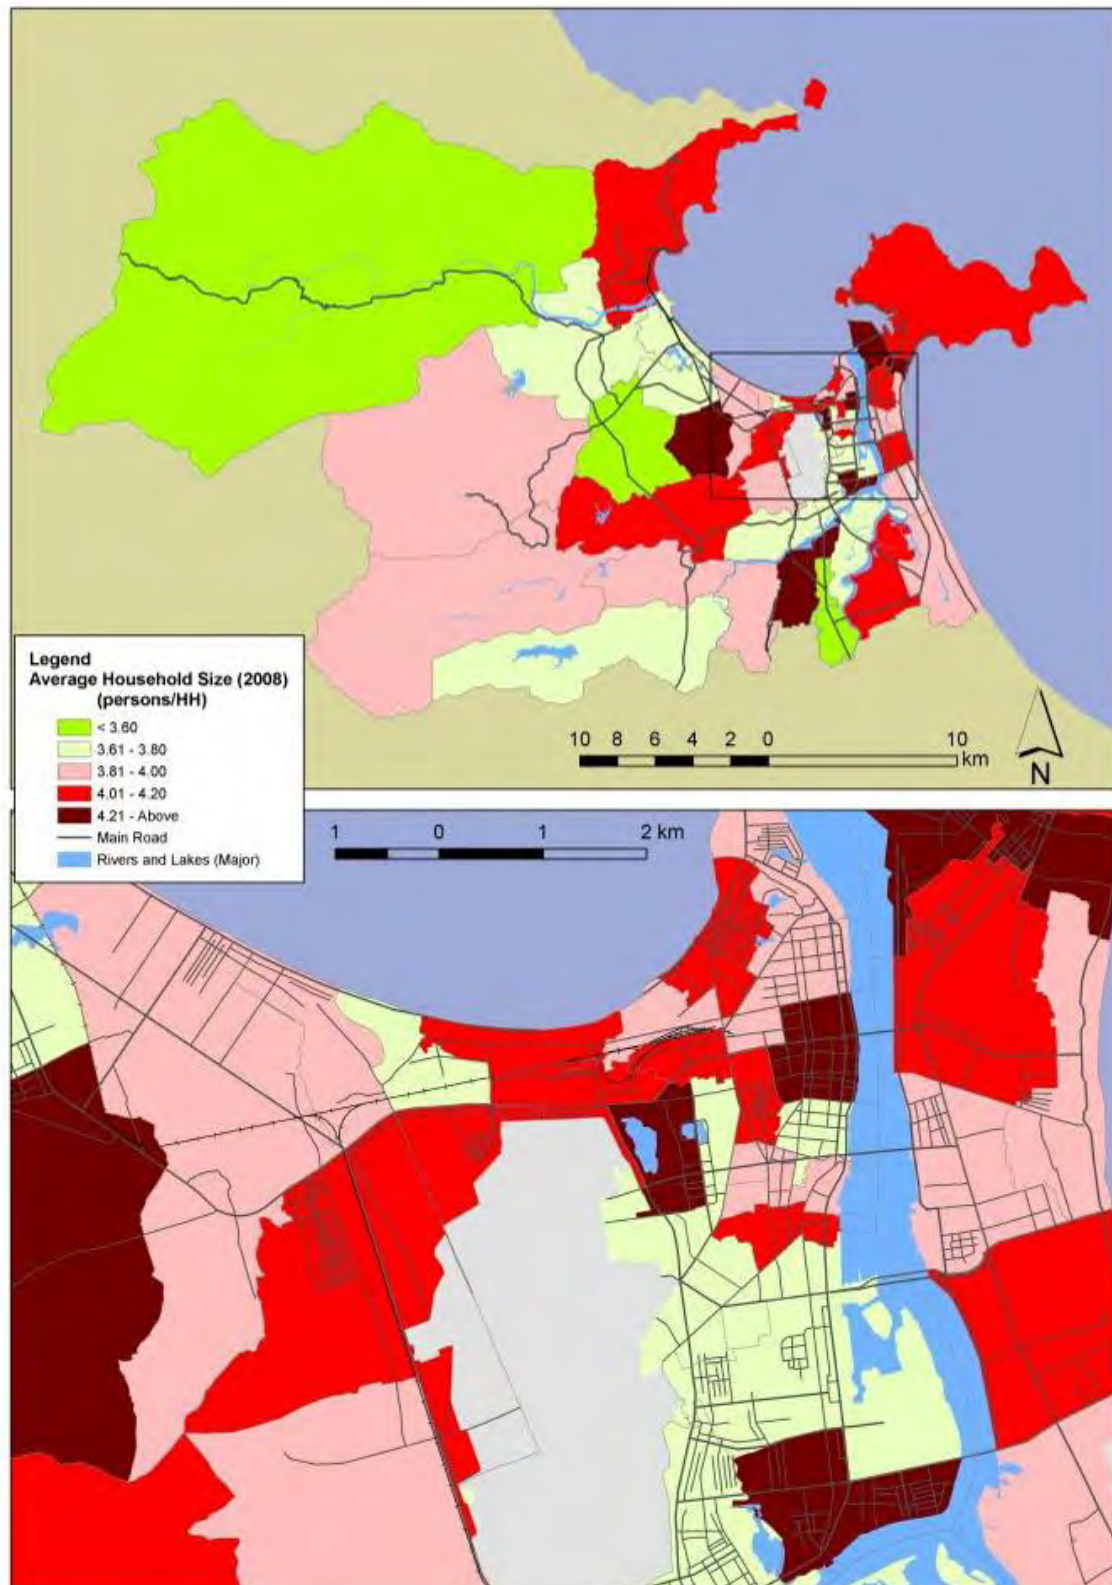 Legend
Average Household Size (2008)
(persons/HH)
< 3.60
3.61 - 3.80
3.81 - 4.00
4.01 - 4.20
4.21 - Above
Main Road
Rivers and Lakes (Major)
10 8 6 4 2 0 10
km
N
1 0 1 2 km